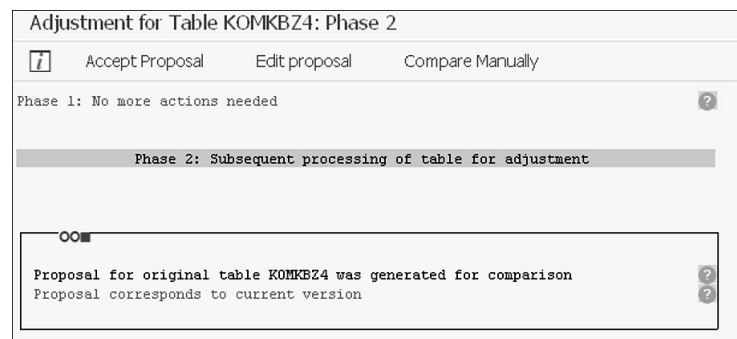 Adjustment for Table KOMKBZ4: Phase 2
i Accept Proposal Edit proposal Compare Manually
Phase 1: No more actions needed ?
Phase 2: Subsequent processing of table for adjustment
Proposal for original table KOMKBZ4 was generated for comparison ?
Proposal corresponds to current version ?